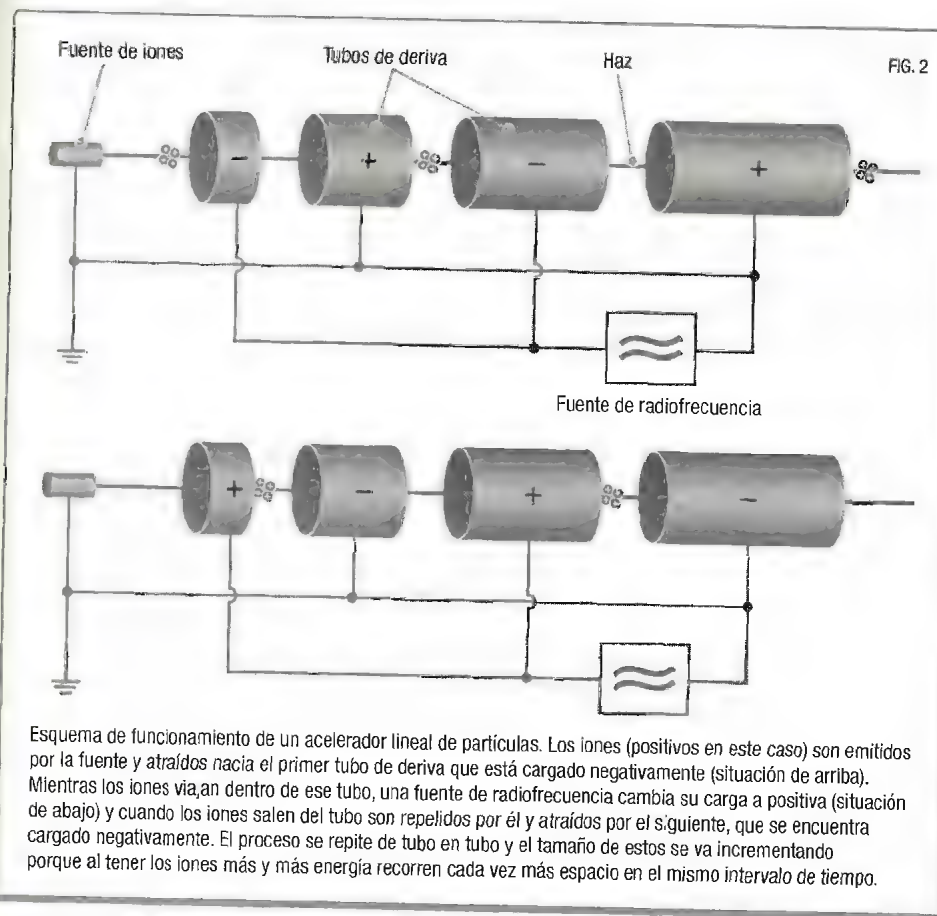 Fuente de iones
Tubos de deriva
Haz
FIG. 2
-
+
-
+
Fuente de radiofrecuencia
+
-
+
-
Esquema de funcionamiento de un acelerador lineal de partículas. Los iones (positivos en este caso) son emitidos
por la fuente y atraídos nacia el primer tubo de deriva que está cargado negativamente (situación de arriba).
Mientras los iones via,an dentro de ese tubo, una fuente de radiofrecuencia cambia su carga a positiva (situación
de abajo) y cuando los iones salen del tubo son repelidos por él y atraídos por el s:guiente, que se encuentra
cargado negativamente. El proceso se repite de tubo en tubo y el tamaño de estos se va incrementando
porque al tener los iones más y más energía recorren cada vez más espacio en el mismo intervalo de tiempo.